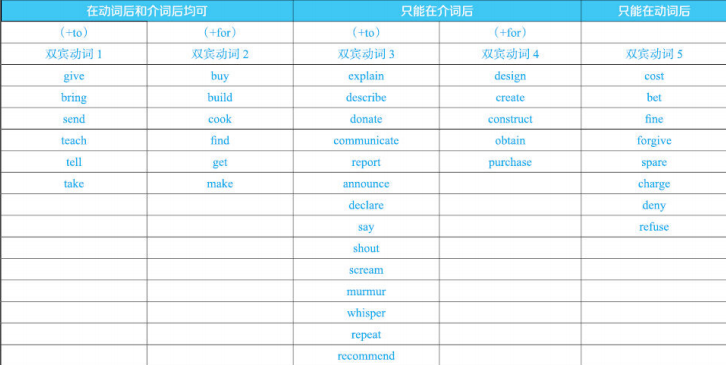 在动词后和介词后均可 只能在介词后 只能在动词后
（+to） （+for） （+to） （+for）
双宾动词 1 双宾动词 2 双宾动词 3 双宾动词 4 双宾动词 5
give buy explain design cost
bring build describe create bet
send cook donate construct fine
teach find communicate obtain forgive
tell get report purchase spare
take make announce charge
declare deny
say refuse
shout
scream
murmur
whisper
repeat
recommend